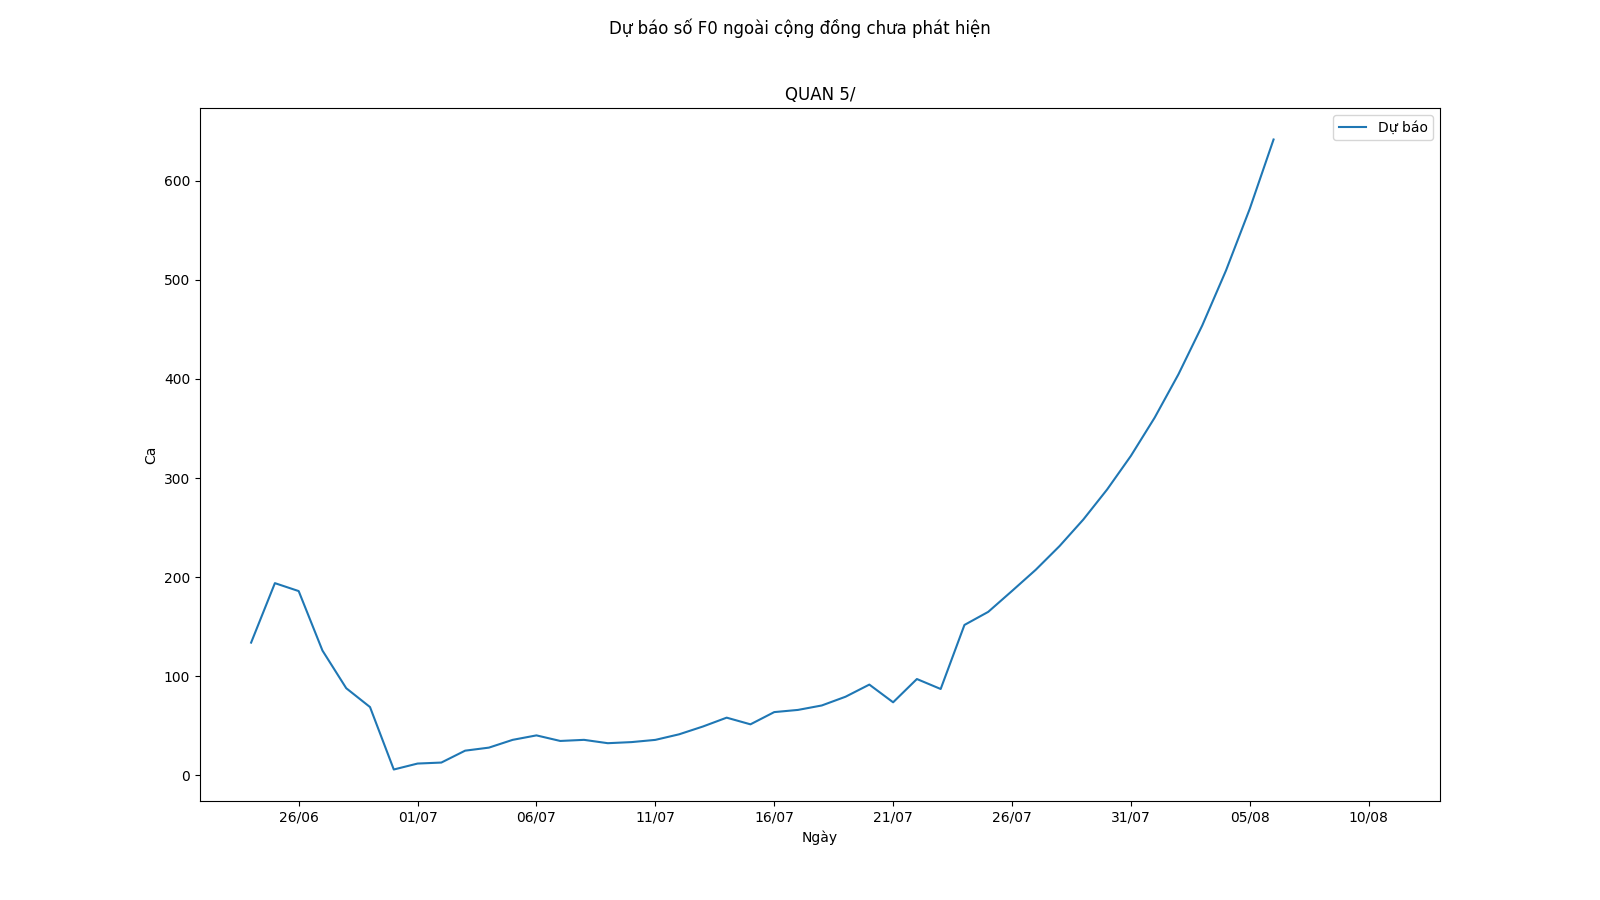 Dự báo số F0 ngoài cộng đồng chưa phát hiện
QUAN 5/
Dự báo
600
500
400
300
200
100
0
Ca
26/06 01/07 06/07 11/07 16/07 21/07 26/07 31/07 05/08 10/08
Ngày